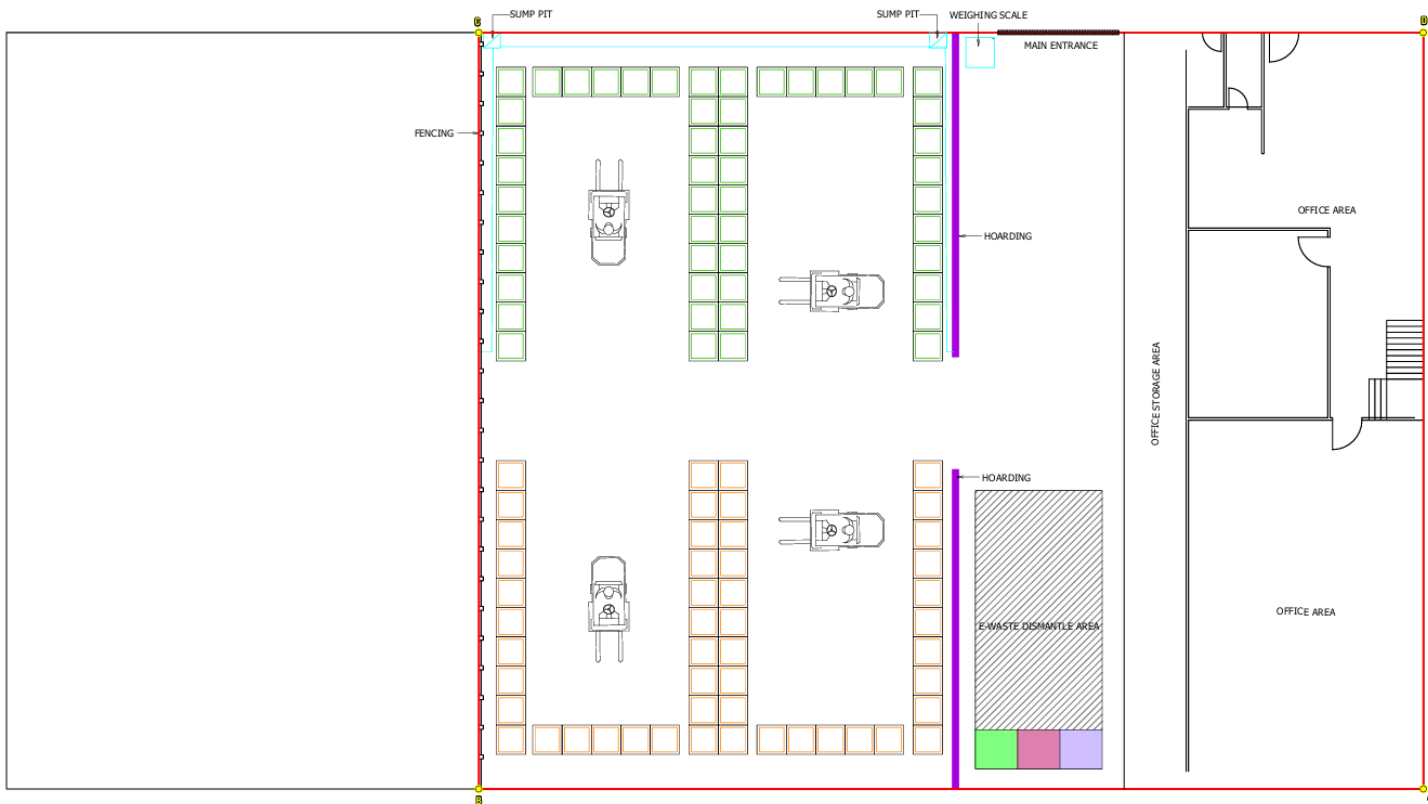 SUMP PIT
SUMP PIT
WEIGHING SCALE
MAIN ENTRANCE
FENCING
OFFICE AREA
HOARDING
OFFICE STORAGE AREA
HOARDING
E-WASTE DISMANTLE AREA
OFFICE AREA